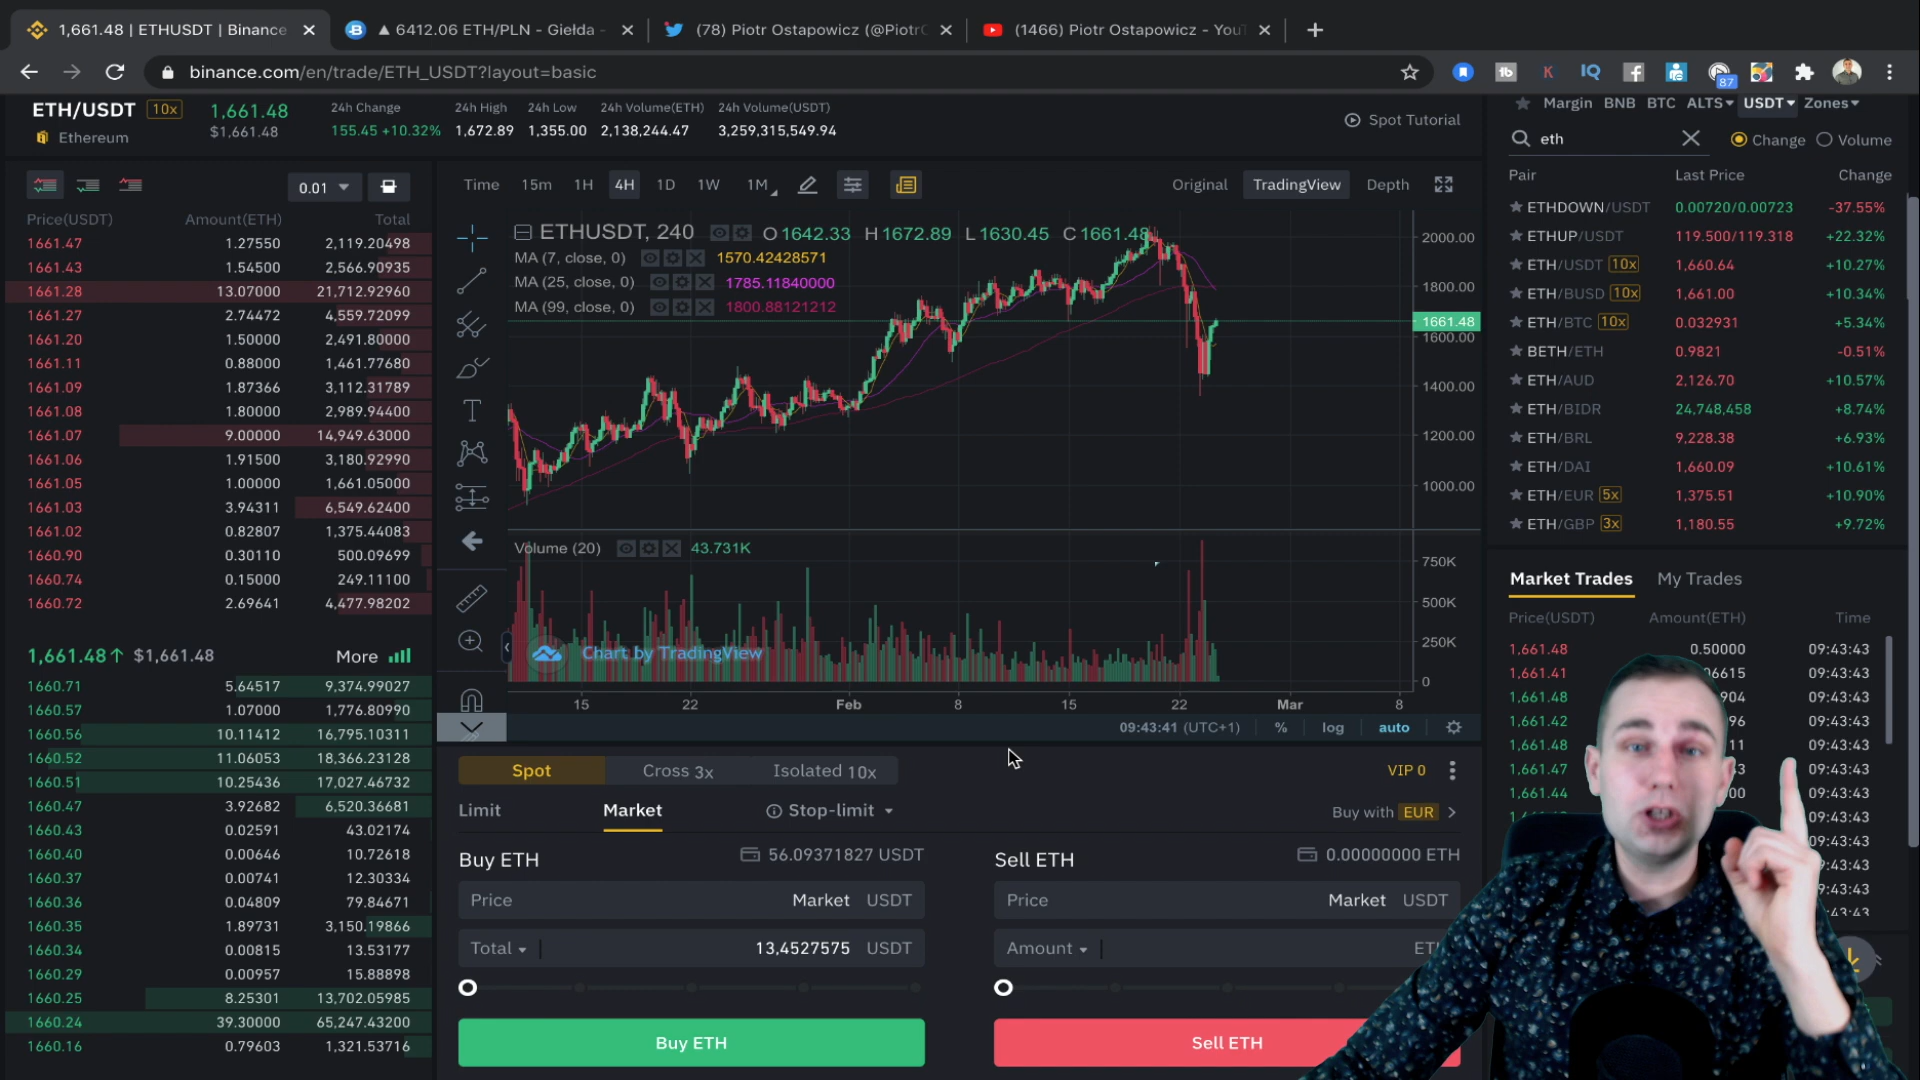 1,661.48 | ETHUSDT | Binance
▲ 6412.06 ETH/PLN - Giełda -
(78) Piotr Ostapowicz (@PiotrO
(1466) Piotr Ostapowicz - YouT
binance.com/en/trade/ETH_USDT?layout=basic
87
ETH/USDT 10x 1,661.48
Ethereum $1,661.48
24h Change 24h High 24h Low 24h Volume(ETH) 24h Volume(USDT)
155.45 +10.32% 1,672.89 1,355.00 2,138,244.47 3,259,315,549.94
Spot Tutorial
0.01
Price(USDT) Amount(ETH) Total
1661.47 1.27550 2,119.20498
1661.43 1.54500 2,566.90935
1661.28 13.07000 21,712.92960
1661.27 2.74472 4,559.72099
1661.20 1.50000 2,491.80000
1661.11 0.88000 1,461.77680
1661.09 1.87366 3,112.31789
1661.08 1.80000 2,989.94400
1661.07 9.00000 14,949.63000
1661.06 1.91500 3,180.92990
1661.05 1.00000 1,661.05000
1661.03 3.94311 6,549.62400
1661.02 0.82807 1,375.44083
1660.90 0.30110 500.09699
1660.74 0.15000 249.11100
1660.72 2.69641 4,477.98202
1,661.48↑ $1,661.48 More
1660.71 5.64517 9,374.99027
1660.57 1.07000 1,776.80990
1660.56 10.11412 16,795.10311
1660.52 11.06053 18,366.23128
1660.51 10.25436 17,027.46732
1660.47 3.92682 6,520.36681
1660.43 0.02591 43.02174
1660.40 0.00646 10.72618
1660.37 0.00741 12.30334
1660.36 0.04809 79.84671
1660.35 1.89731 3,150.19866
1660.34 0.00815 13.53177
1660.29 0.00957 15.88898
1660.25 8.25301 13,702.05985
1660.24 39.30000 65,247.43200
1660.16 0.79603 1,321.53716
Time 15m 1H 4H 1D 1W 1M
Original TradingView Depth
ETHUSDT, 240 O 1642.33 H 1672.89 L 1630.45 C 1661.48
MA (7, close, 0) 1570.42428571
MA (25, close, 0) 1785.11840000
MA (99, close, 0) 1800.88121212
2000.00
1800.00
1661.48
1600.00
1400.00
1200.00
1000.00
Volume (20) 43.731K
750K
500K
250K
0
Chart by TradingView
15 22 Feb 8 15 22 Mar 8
09:43:41 (UTC+1) % log auto
Spot Cross 3x Isolated 10x VIP 0
Limit Market Stop-limit Buy with EUR
Buy ETH 56.09371827 USDT
Price Market USDT
Total 13,4527575 USDT
Buy ETH
Sell ETH 0.00000000 ETH
Price Market USDT
Amount
Sell ETH
Margin BNB BTC ALTS USDT Zones
eth Change Volume
Pair Last Price Change
ETHDOWN/USDT 0.00720/0.00723 -37.55%
ETHUP/USDT 119.500/119.318 +22.32%
ETH/USDT 10x 1,660.64 +10.27%
ETH/BUSD 10x 1,661.00 +10.34%
ETH/BTC 10x 0.032931 +5.34%
BETH/ETH 0.9821 -0.51%
ETH/AUD 2,126.70 +10.57%
ETH/BIDR 24,748,458 +8.74%
ETH/BRL 9,228.38 +6.93%
ETH/DAI 1,660.09 +10.61%
ETH/EUR 5x 1,375.51 +10.90%
ETH/GBP 3x 1,180.55 +9.72%
Market Trades My Trades
Price(USDT) Amount(ETH) Time
1,661.48 0.50000 09:43:43
1,661.41 06615 09:43:43
1,661.48 904 09:43:43
1,661.42 96 09:43:43
1,661.48 11 09:43:43
1,661.47 3 09:43:43
1,661.44 00 09:43:43
09:43:43
09:43:43
09:43:43
09:43:43